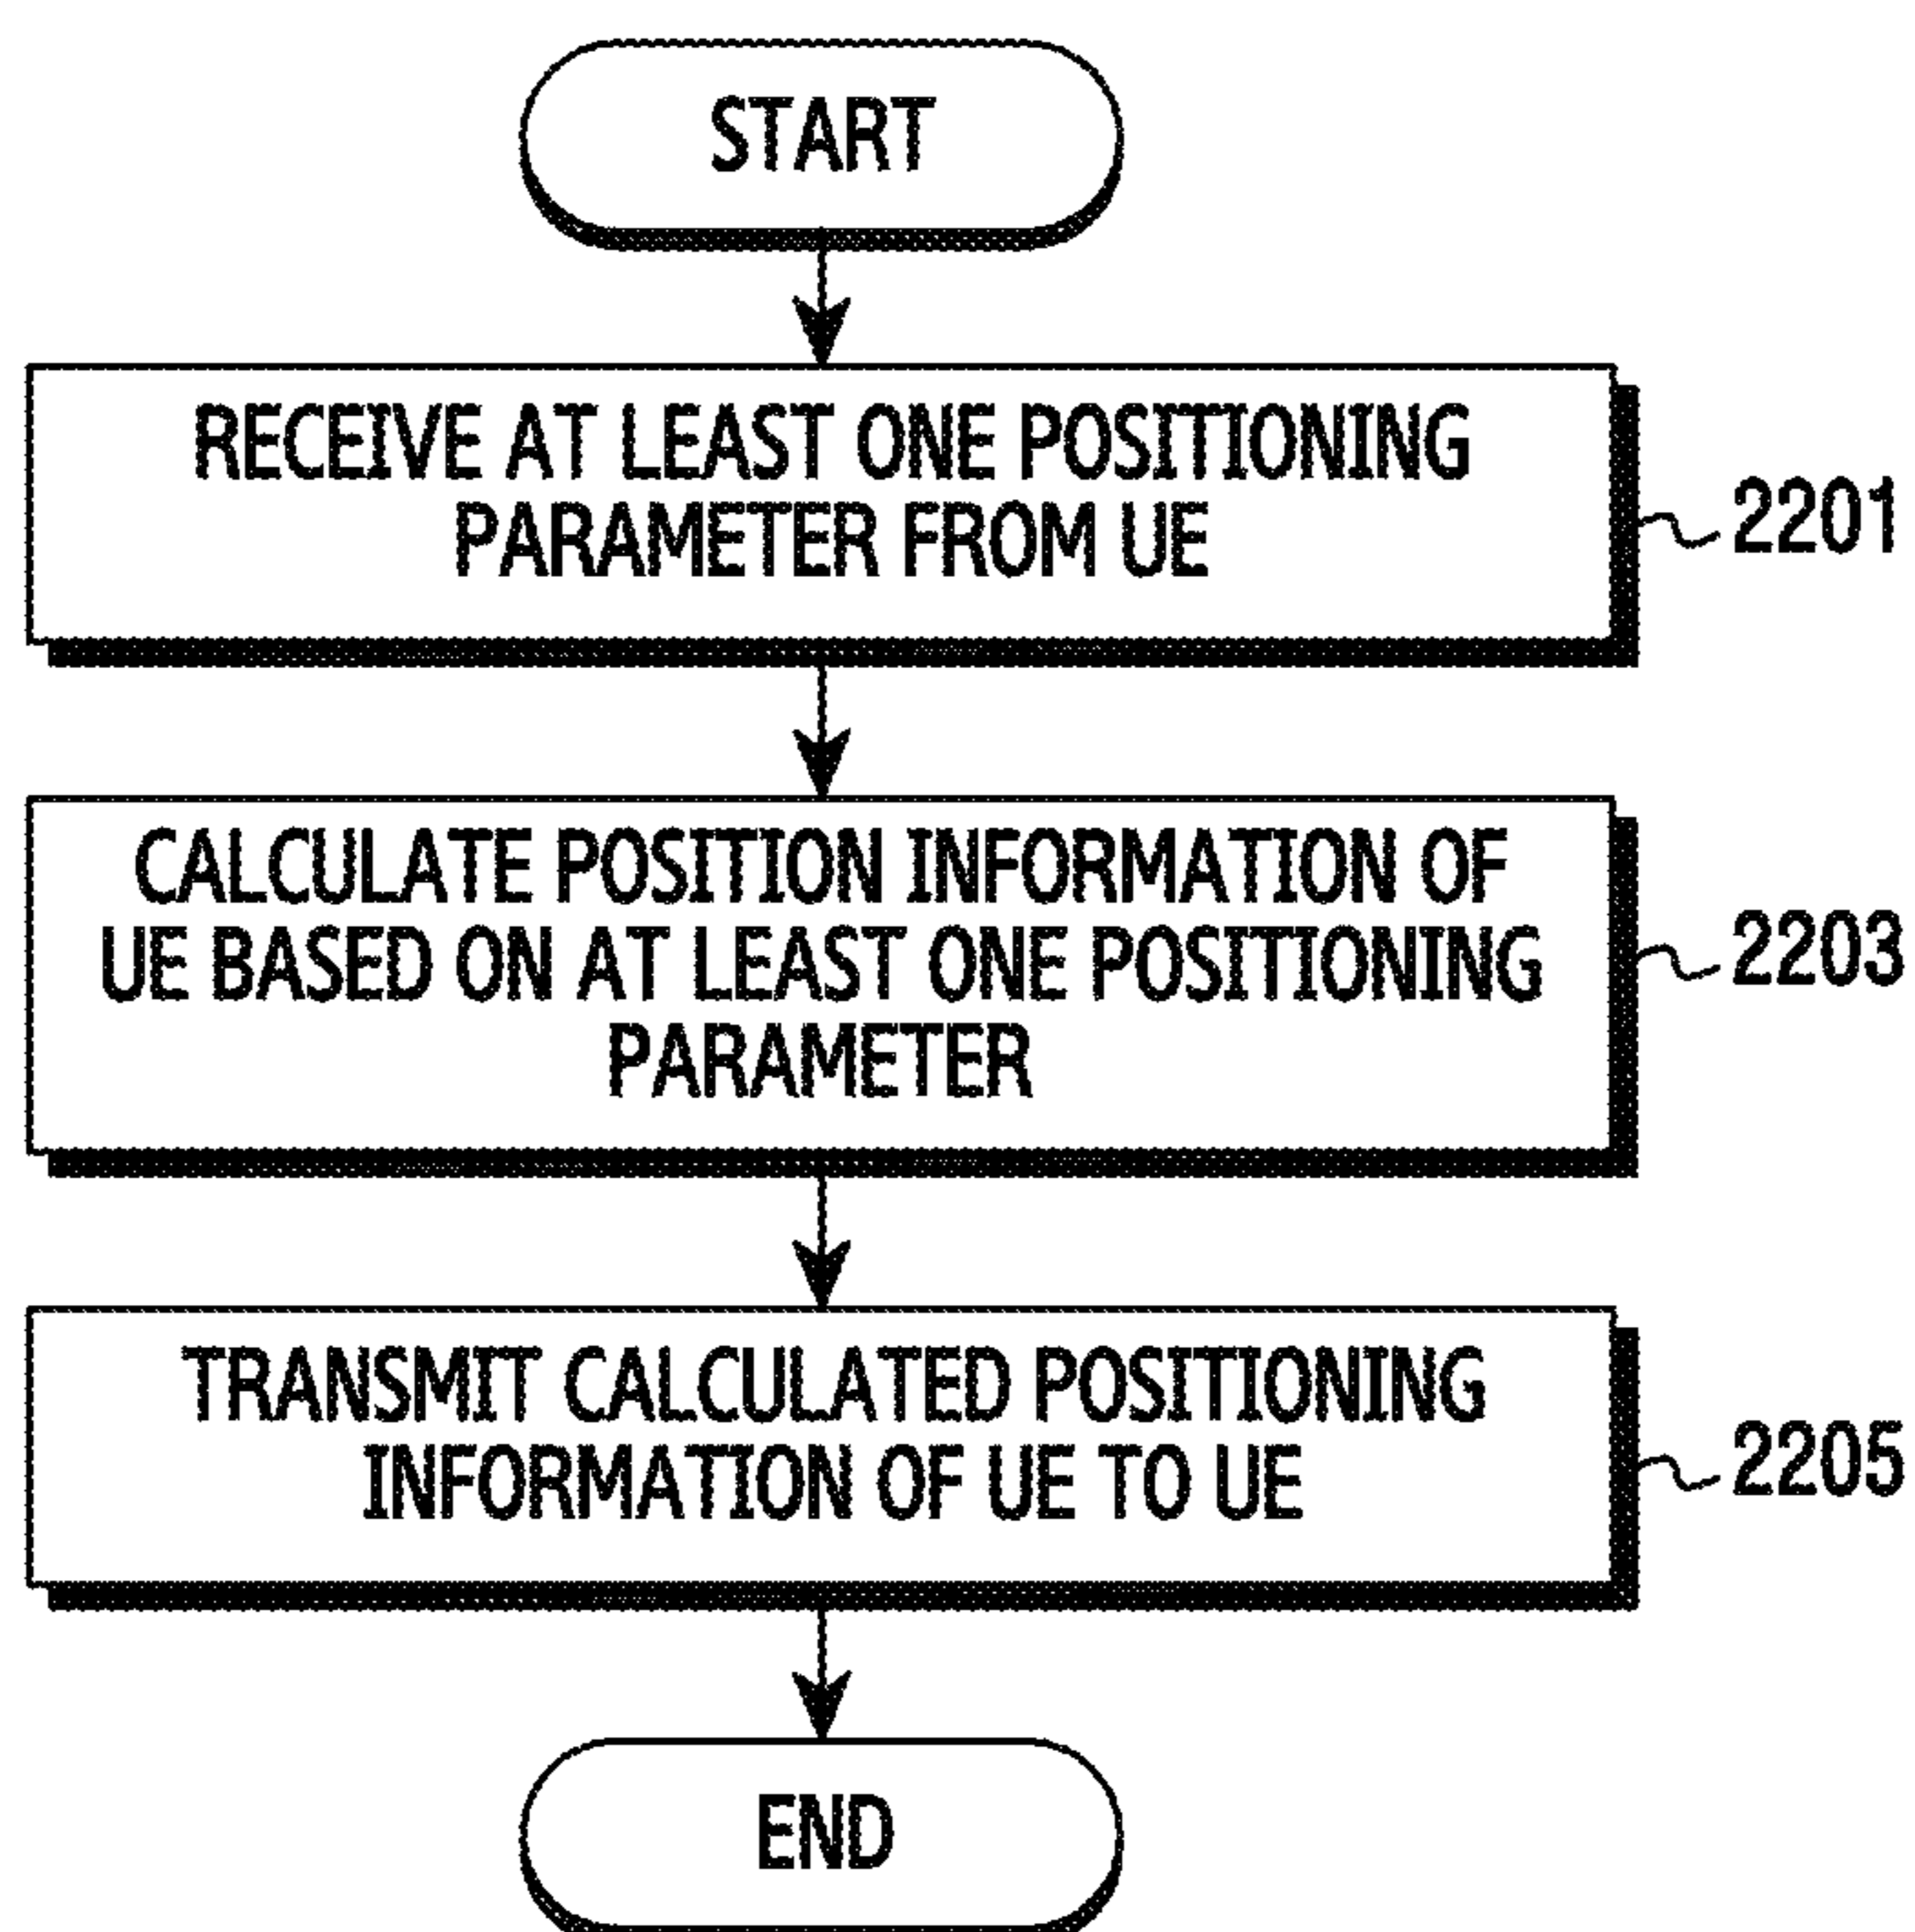 START
RECEIVE AT LEAST ONE POSITIONING
PARAMETER FROM UE
2201
CALCULATE POSITION INFORMATION OF
UE BASED ON AT LEAST ONE POSITIONING
PARAMETER
2203
TRANSMIT CALCULATED POSITIONING
INFORMATION OF UE TO UE
2205
END